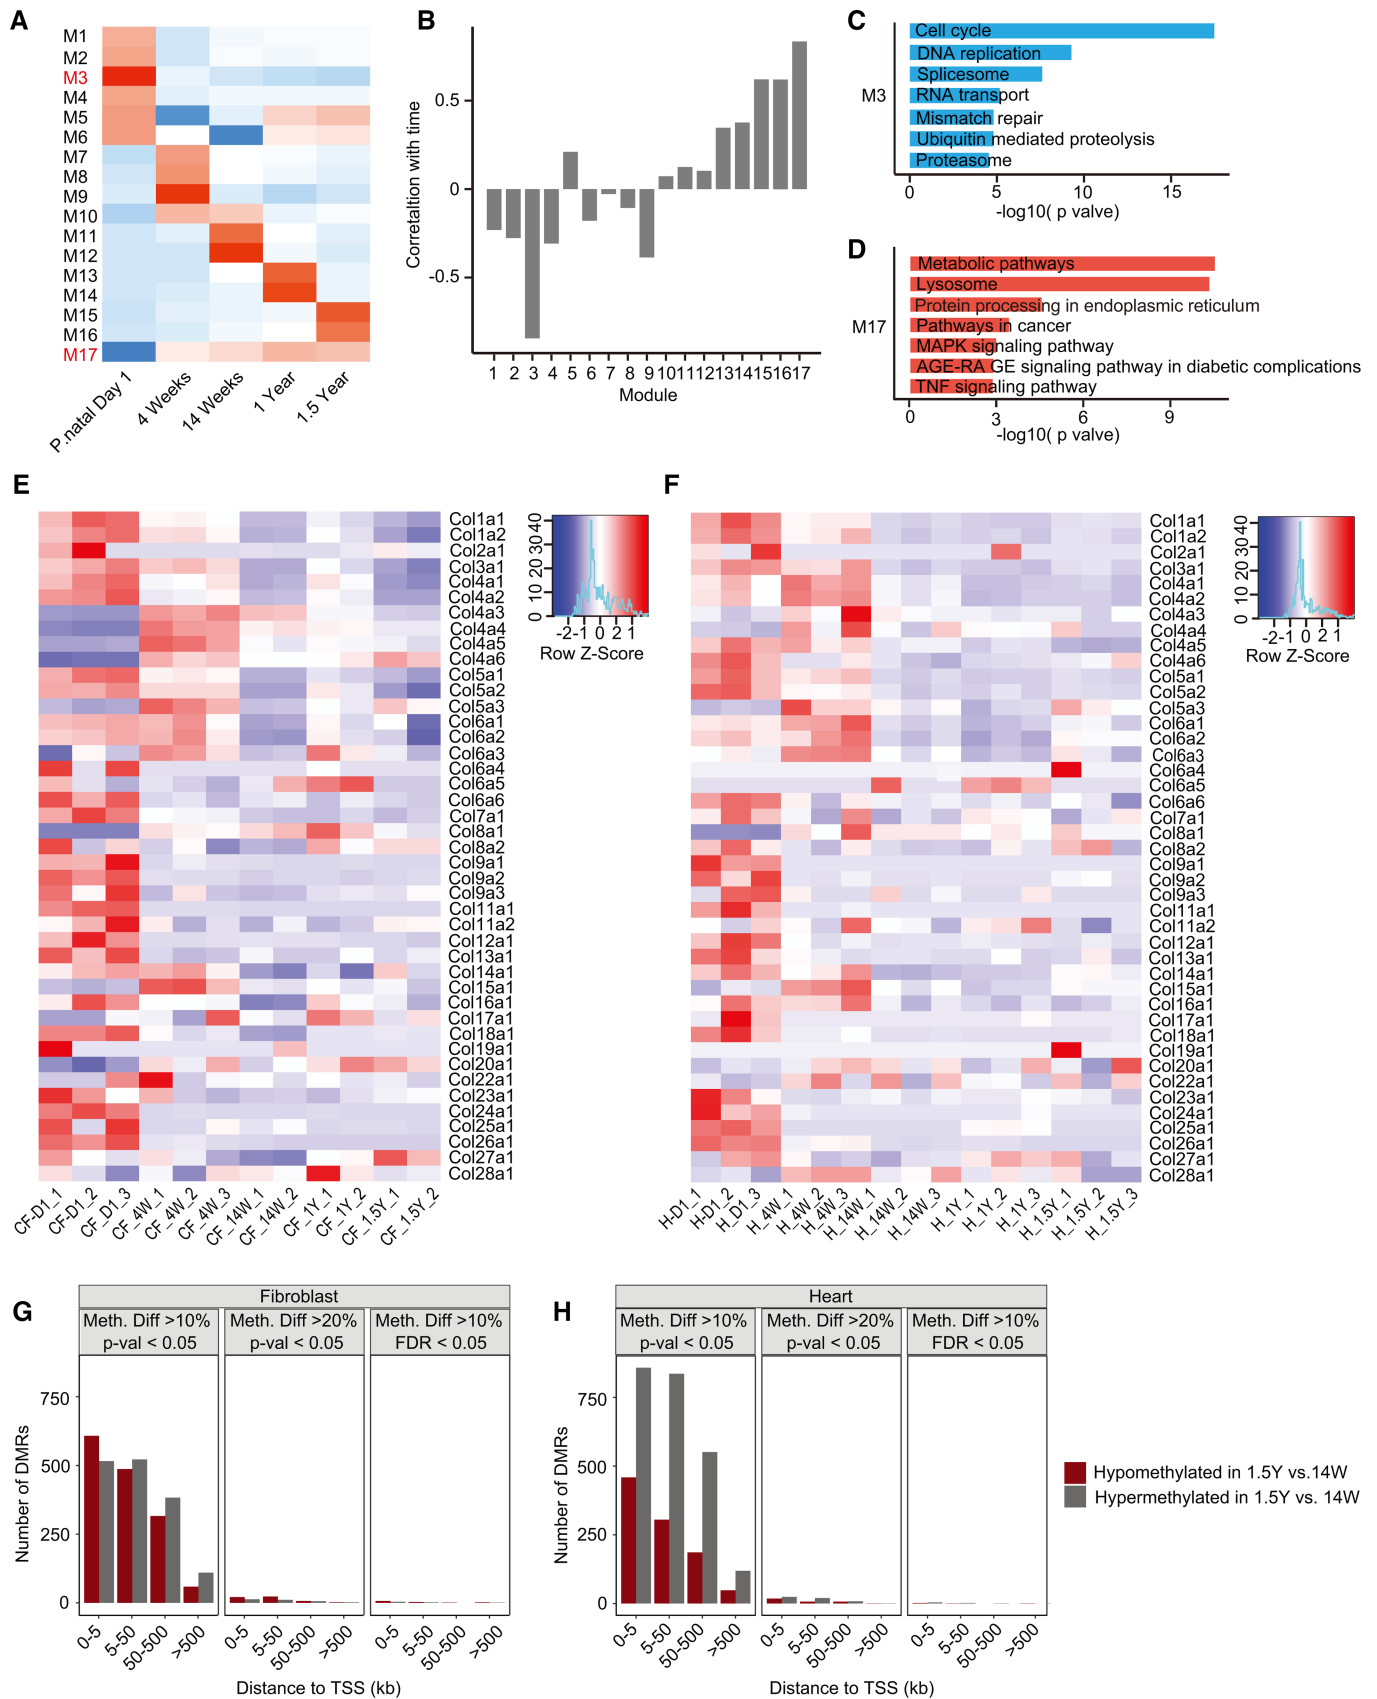 A
M1
M2
M3
M4
M5
M6
M7
M8
M9
M10
M11
M12
M13
M14
M15
M16
M17
P.natal Day 1
4 Weeks
14 Weeks
1 Year
1.5 Year
B
Corretaltion with time
0.5
0
-0.5
1 2 3 4 5 6 7 8 9 10 11 12 13 14 15 16 17
Module
C
M3
Cell cycle
DNA replication
Splicesome
RNA transport
Mismatch repair
Ubiquitin mediated proteolysis
Proteasome
0 5 10 15
-log10( p valve)
D
M17
Metabolic pathways
Lysosome
Protein processing in endoplasmic reticulum
Pathways in cancer
MAPK signaling pathway
AGE-RA GE signaling pathway in diabetic complications
TNF signaling pathway
0 3 6 9
-log10( p valve)
E
Col1a1
Col1a2
Col2a1
Col3a1
Col4a1
Col4a2
Col4a3
Col4a4
Col4a5
Col4a6
Col5a1
Col5a2
Col5a3
Col6a1
Col6a2
Col6a3
Col6a4
Col6a5
Col6a6
Col7a1
Col8a1
Col8a2
Col9a1
Col9a2
Col9a3
Col11a1
Col11a2
Col12a1
Col13a1
Col14a1
Col15a1
Col16a1
Col17a1
Col18a1
Col19a1
Col20a1
Col22a1
Col23a1
Col24a1
Col25a1
Col26a1
Col27a1
Col28a1
CF-D1_1
CF-D1_2
CF_D1_3
CF_4W_1
CF_4W_2
CF_4W_3
CF_14W_1
CF_14W_2
CF_1Y_1
CF_1Y_2
CF_1.5Y_1
CF_1.5Y_2
0 10 20 30 40
-2 -1 0 2 1
Row Z-Score
F
Col1a1
Col1a2
Col2a1
Col3a1
Col4a1
Col4a2
Col4a3
Col4a4
Col4a5
Col4a6
Col5a1
Col5a2
Col5a3
Col6a1
Col6a2
Col6a3
Col6a4
Col6a5
Col6a6
Col7a1
Col8a1
Col8a2
Col9a1
Col9a2
Col9a3
Col11a1
Col11a2
Col12a1
Col13a1
Col14a1
Col15a1
Col16a1
Col17a1
Col18a1
Col19a1
Col20a1
Col22a1
Col23a1
Col24a1
Col25a1
Col26a1
Col27a1
Col28a1
H-D1_1
H-D1_2
H_D1_3
H_4W_1
H_4W_2
H_4W_3
H_14W_1
H_14W_2
H_14W_3
H_1Y_1
H_1Y_2
H_1Y_3
H_1.5Y_1
H_1.5Y_2
H_1.5Y_3
0 10 20 30 40
-2 -1 0 2 1
Row Z-Score
G
Fibroblast
Meth. Diff >10%
p-val < 0.05
Meth. Diff >20%
p-val < 0.05
Meth. Diff >10%
FDR < 0.05
Number of DMRs
750
500
250
0
0-5 5-50 50-500 >500
0-5 5-50 50-500 >500
0-5 5-50 50-500 >500
Distance to TSS (kb)
H
Heart
Meth. Diff >10%
p-val < 0.05
Meth. Diff >20%
p-val < 0.05
Meth. Diff >10%
FDR < 0.05
Number of DMRs
750
500
250
0
0-5 5-50 50-500 >500
0-5 5-50 50-500 >500
0-5 5-50 50-500 >500
Distance to TSS (kb)
Hypomethylated in 1.5Y vs.14W
Hypermethylated in 1.5Y vs. 14W